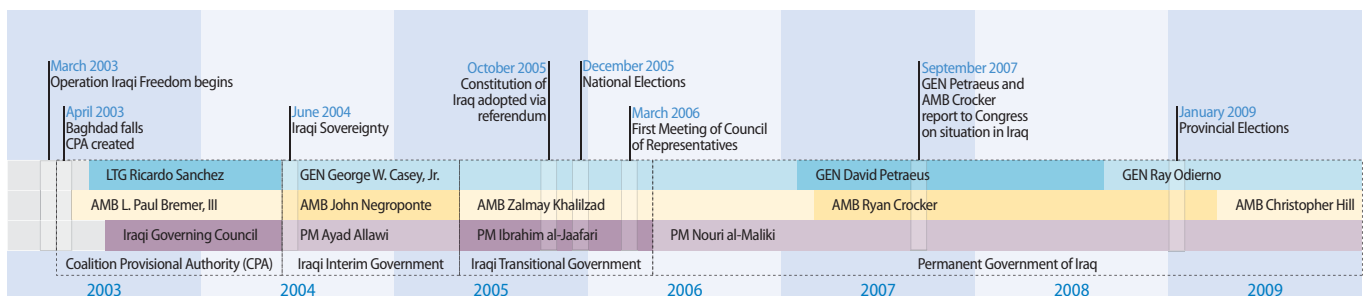 March 2003
Operation Iraqi Freedom begins
April 2003
Baghdad falls
CPA created
June 2004
Iraqi Sovereignty
October 2005
Constitution of
Iraq adopted via
referendum
December 2005
National Elections
March 2006
First Meeting of Council
of Representatives
September 2007
GEN Petraeus and
AMB Crocker
report to Congress
on situation in Iraq
January 2009
Provincial Elections
LTG Ricardo Sanchez GEN George W. Casey, Jr. GEN David Petraeus GEN Ray Odierno
AMB L. Paul Bremer, III AMB John Negroponte AMB Zalmay Khalilzad AMB Ryan Crocker AMB Christopher Hill
Iraqi Governing Council PM Ayad Allawi PM Ibrahim al-Jaafari PM Nouri al-Maliki
Coalition Provisional Authority (CPA) Iraqi Interim Government Iraqi Transitional Government Permanent Government of Iraq
2003 2004 2005 2006 2007 2008 2009